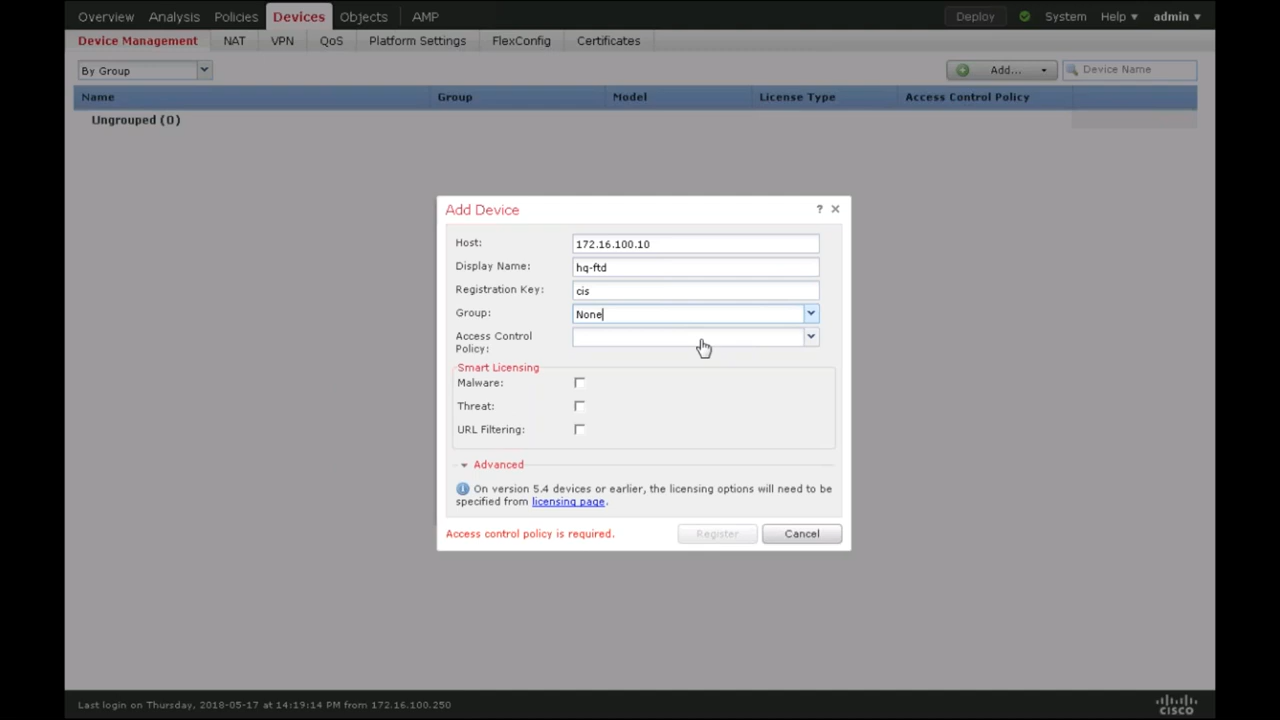 Overview Analysis Policies Devices Objects AMP Deploy System Help ▾ admin ▾
Device Management NAT VPN QoS Platform Settings FlexConfig Certificates
By Group Add... Device Name
Name Group Model License Type Access Control Policy
Ungrouped (0)
Add Device ? ×
Host: 172.16.100.10
Display Name: hq-ftd
Registration Key: cis
Group: None
Access Control
Policy:
Smart Licensing
Malware:
Threat:
URL Filtering:
Advanced
On version 5.4 devices or earlier, the licensing options will need to be
specified from licensing page.
Access control policy is required. Register Cancel
Last login on Thursday, 2018-05-17 at 14:19:14 PM from 172.16.100.250
CISCO